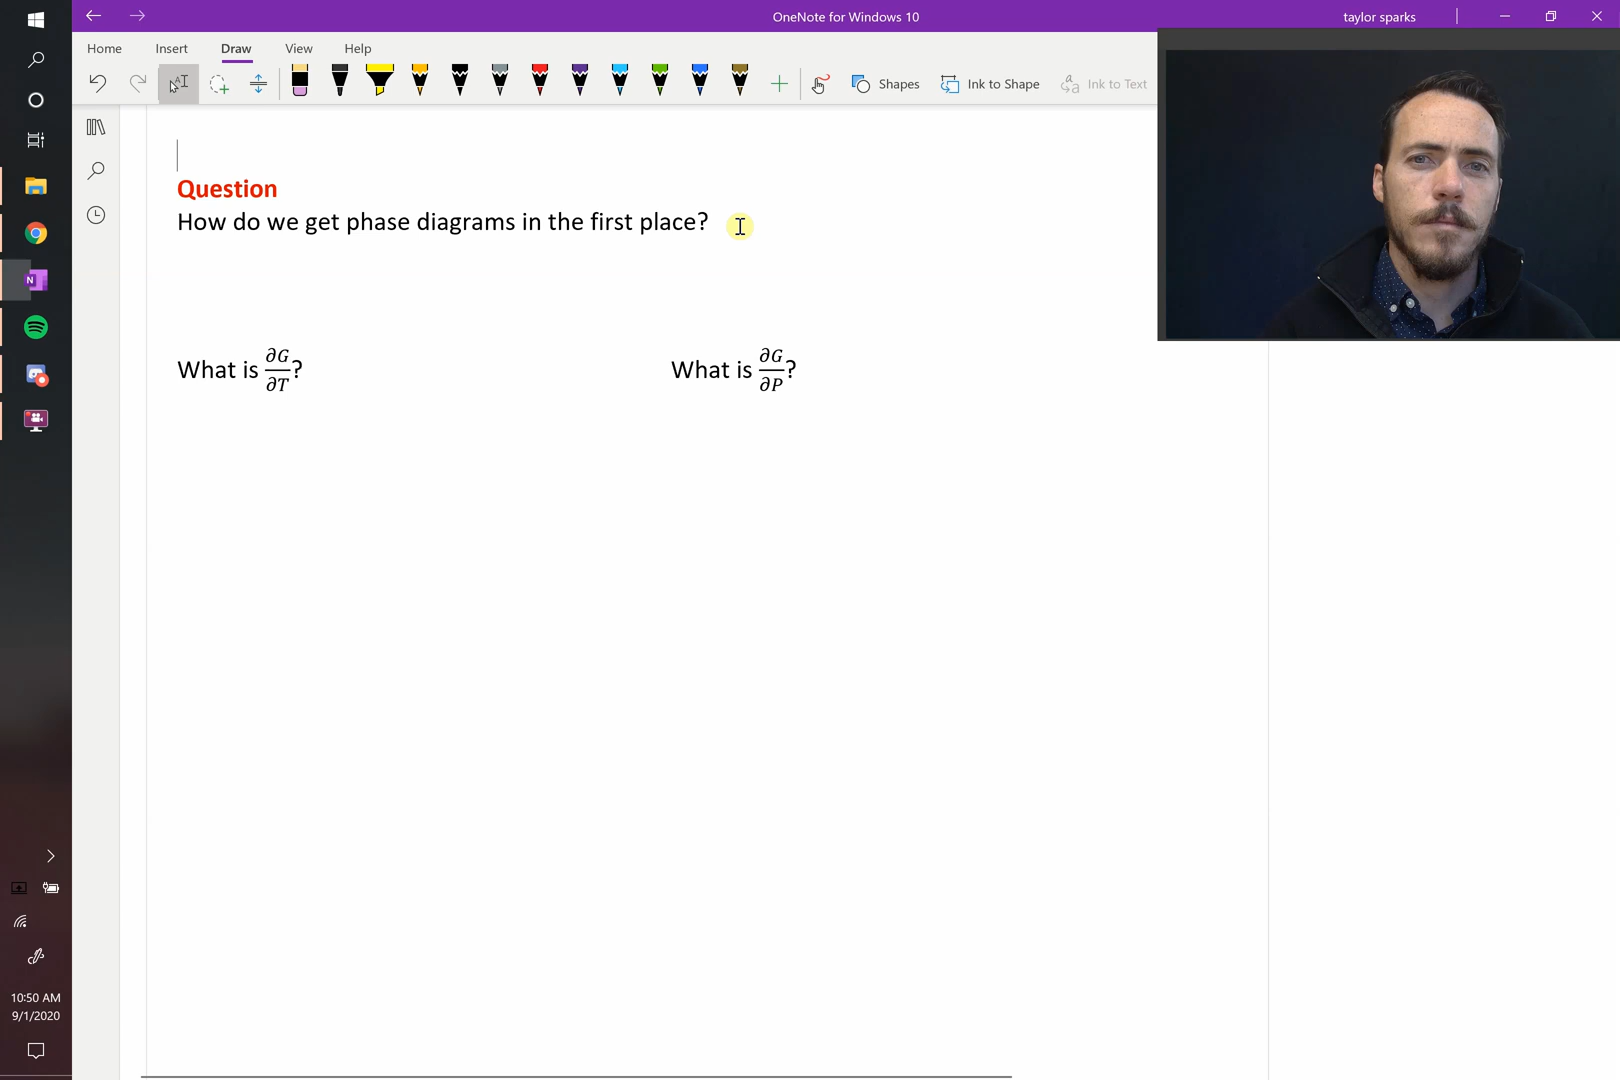 OneNote for Windows 10
taylor sparks
Home Insert Draw View Help
Shapes Ink to Shape Ink to Text
Question
How do we get phase diagrams in the first place?
What is ∂G/∂T? What is ∂G/∂P?
10:50 AM
9/1/2020